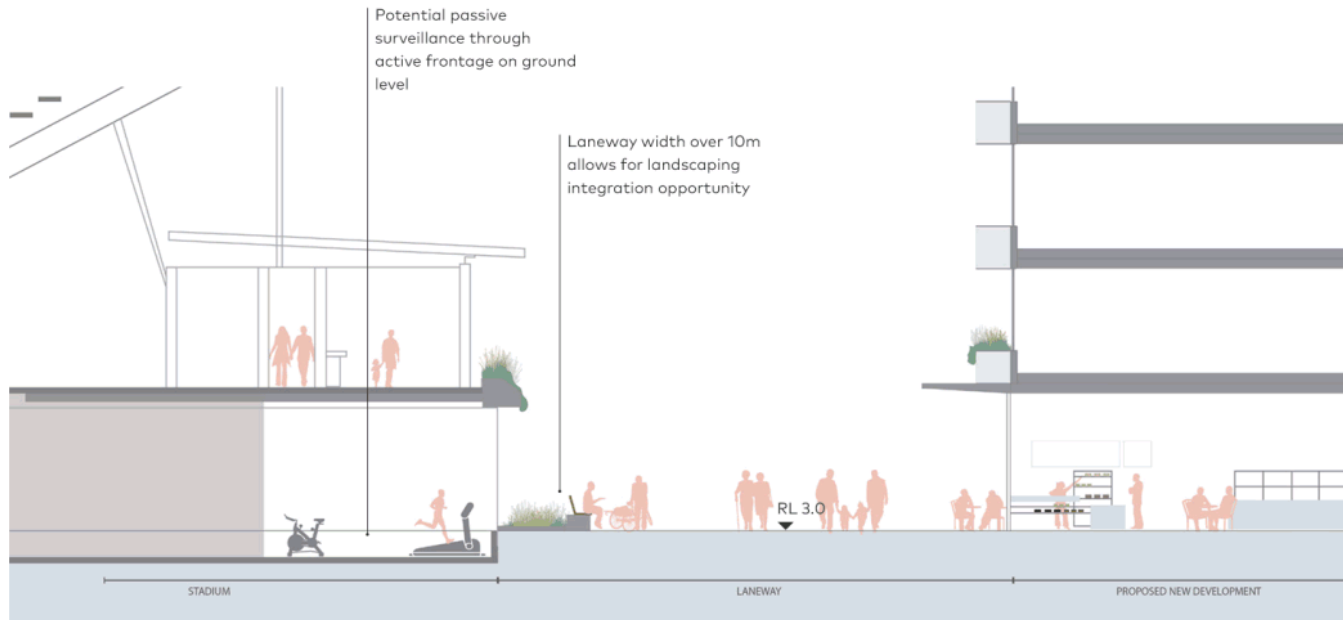 Potential passive
surveillance through
active frontage on ground
level
Laneway width over 10m
allows for landscaping
integration opportunity
RL 3.0
STADIUM
LANEWAY
PROPOSED NEW DEVELOPMENT